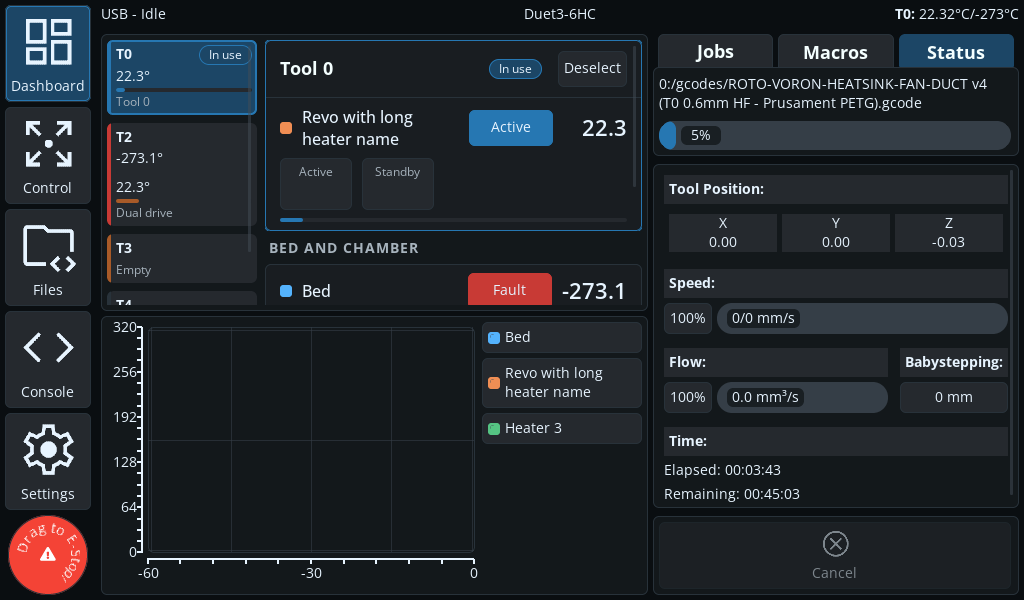 USB - Idle
Duet3-6HC
T0: 22.32°C/-273°C
Dashboard
Control
Files
Console
Settings
Drag to E-Stop!
T0
In use
22.3°
Tool 0
T2
-273.1°
22.3°
Dual drive
T3
Empty
T4
Tool 0
In use
Deselect
Revo with long
heater name
Active
22.3
Active
Standby
BED AND CHAMBER
Bed
Fault
-273.1
320
256
192
128
64
0
-60
-30
0
Bed
Revo with long
heater name
Heater 3
Jobs
Macros
Status
0:/gcodes/ROTO-VORON-HEATSINK-FAN-DUCT v4
(T0 0.6mm HF - Prusament PETG).gcode
5%
Tool Position:
X
0.00
Y
0.00
Z
-0.03
Speed:
100%
0/0 mm/s
Flow:
Babystepping:
100%
0.0 mm³/s
0 mm
Time:
Elapsed: 00:03:43
Remaining: 00:45:03
Cancel